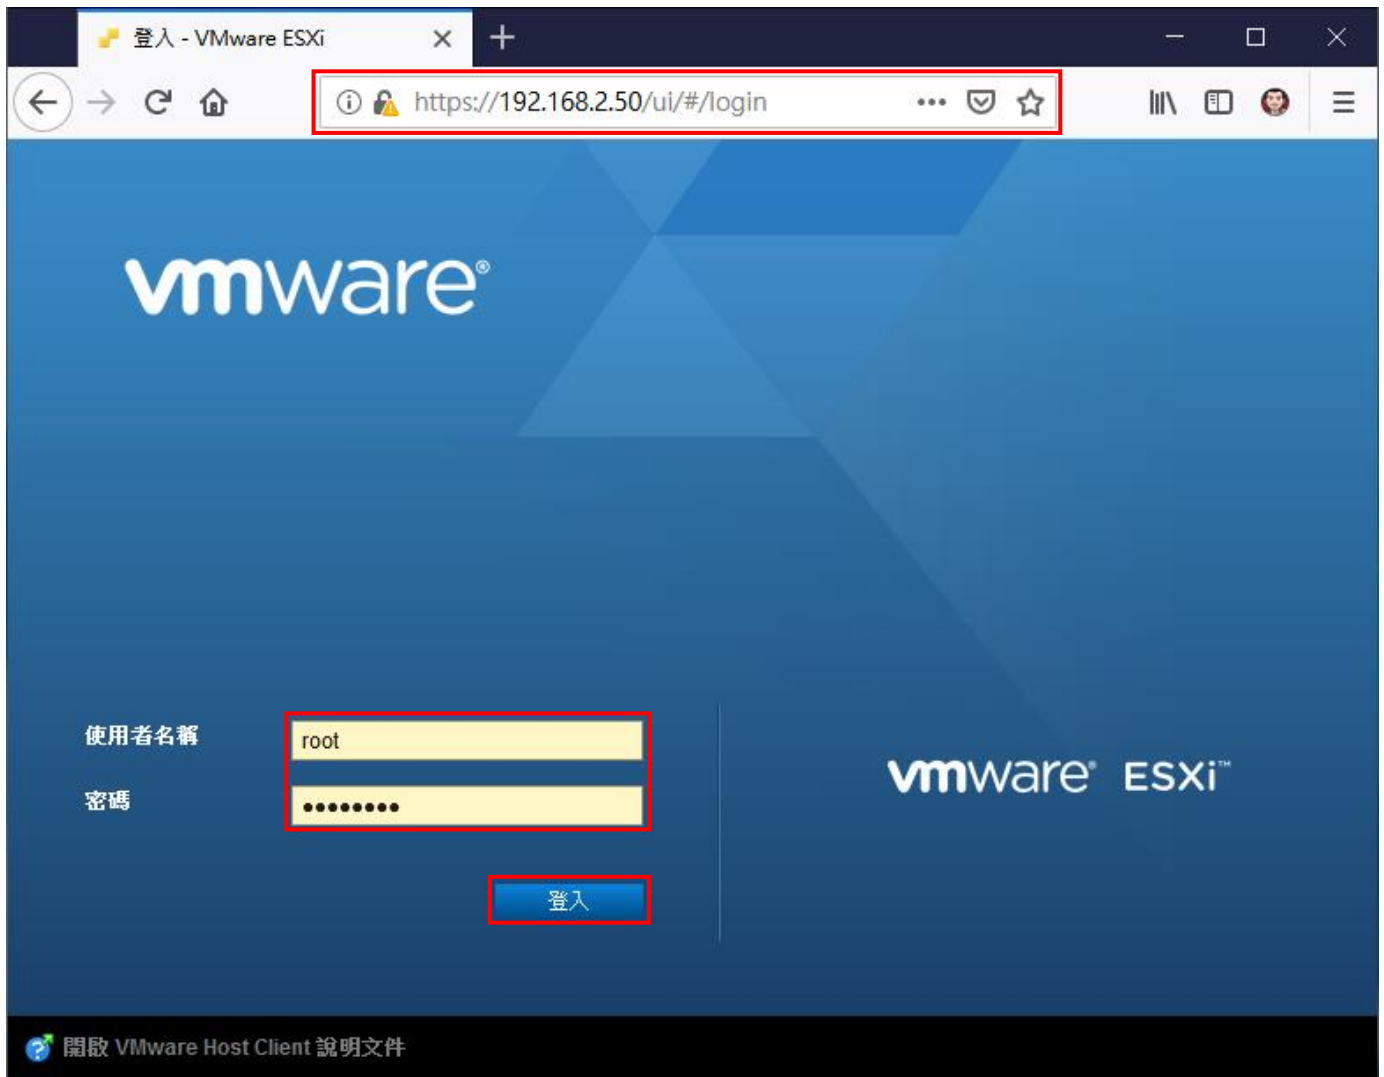 登入 - VMware ESXi
https://192.168.2.50/ui/#/login
vmware®
使用者名稱
root
密碼
••••••••
vmware® ESXi™
登入
開啟 VMware Host Client 說明文件